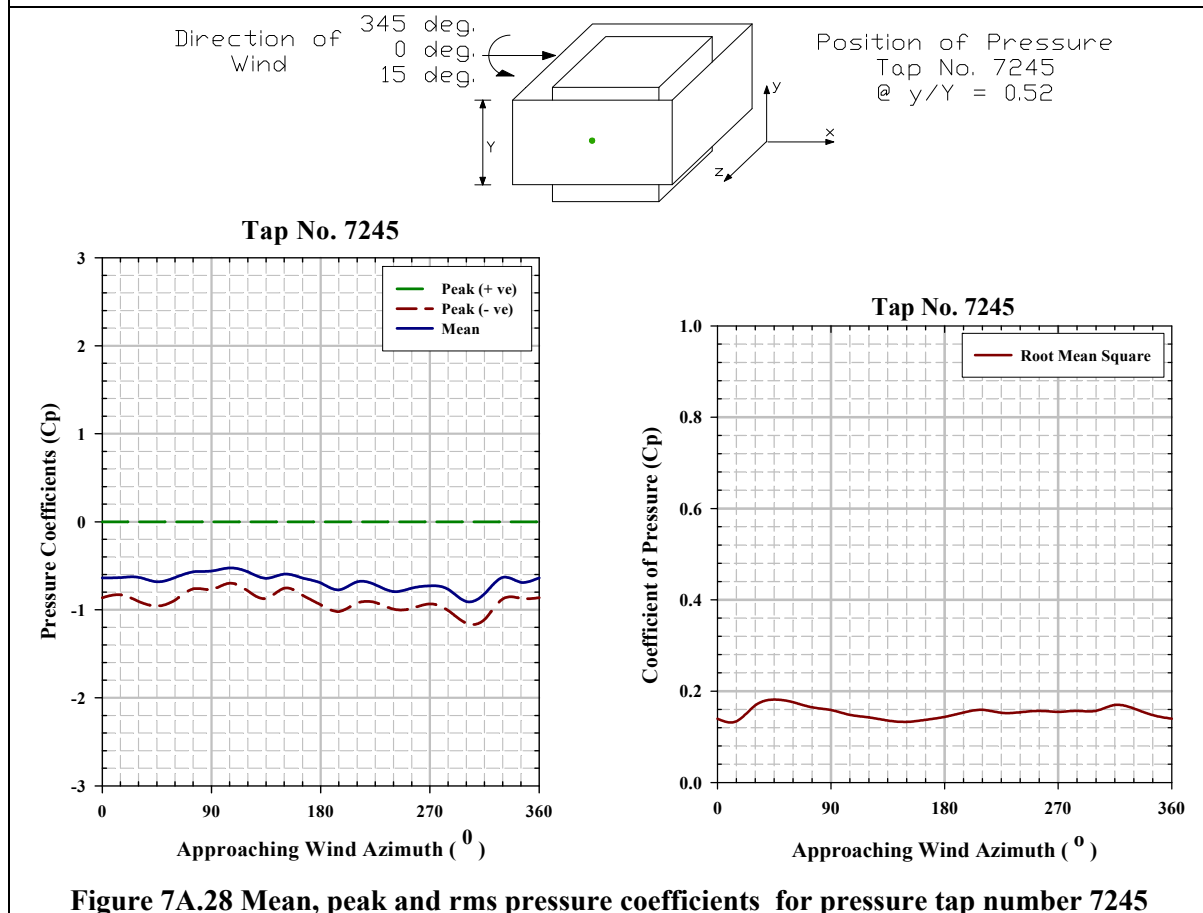 Direction of
Wind
345 deg.
0 deg.
15 deg.
Position of Pressure
Tap No. 7245
@ y/Y = 0.52
Y
y
x
z
Tap No. 7245
Peak (+ ve)
Peak (- ve)
Mean
Pressure Coefficients (Cp)
3
2
1
0
-1
-2
-3
0
90
180
270
360
Approaching Wind Azimuth ( 0 )
Tap No. 7245
Root Mean Square
Coefficient of Pressure (Cp)
1.0
0.8
0.6
0.4
0.2
0.0
0
90
180
270
360
Approaching Wind Azimuth ( o )
Figure 7A.28 Mean, peak and rms pressure coefficients for pressure tap number 7245